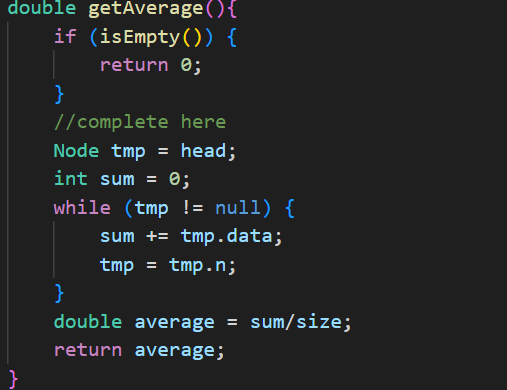 double getAverage(){
    if (isEmpty()) {
        return 0;
    }
    //complete here
    Node tmp = head;
    int sum = 0;
    while (tmp != null) {
        sum += tmp.data;
        tmp = tmp.n;
    }
    double average = sum/size;
    return average;
}